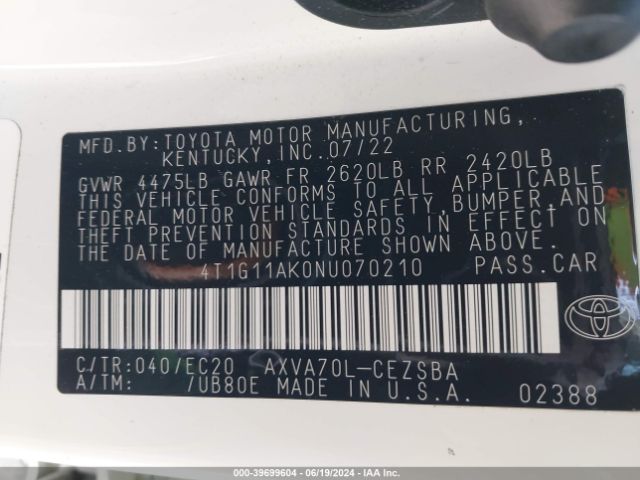 MFD.BY:TOYOTA MOTOR MANUFACTURING,
KENTUCKY,INC.07/22
GVWR 4475LB GAWR FR 2620LB RR 2420LB
THIS VEHICLE CONFORMS TO ALL APPLICABLE
FEDERAL MOTOR VEHICLE SAFETY,BUMPER,AND
THEFT PREVENTION STANDARDS IN EFFECT ON
THE DATE OF MANUFACTURE SHOWN ABOVE.
4T1G11AK0NU070210 PASS.CAR
C/TR:040/EC20 AXVA70L-CEZSBA
A/TM: /UB80E MADE IN U.S.A. 02388
000-39699604 | 06/19/2024 | IAA, Inc.